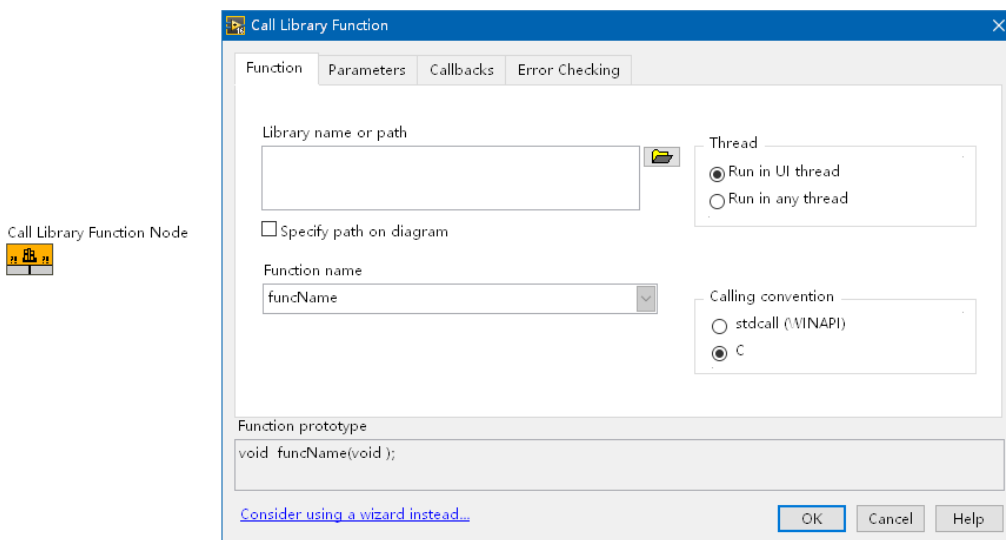 Call Library Function
Function
Parameters
Callbacks
Error Checking
Library name or path
Thread
Run in UI thread
Run in any thread
Call Library Function Node
Specify path on diagram
Function name
funcName
Calling convention
stdcall (WINAPI)
C
Function prototype
void funcName(void );
Consider using a wizard instead...
OK
Cancel
Help